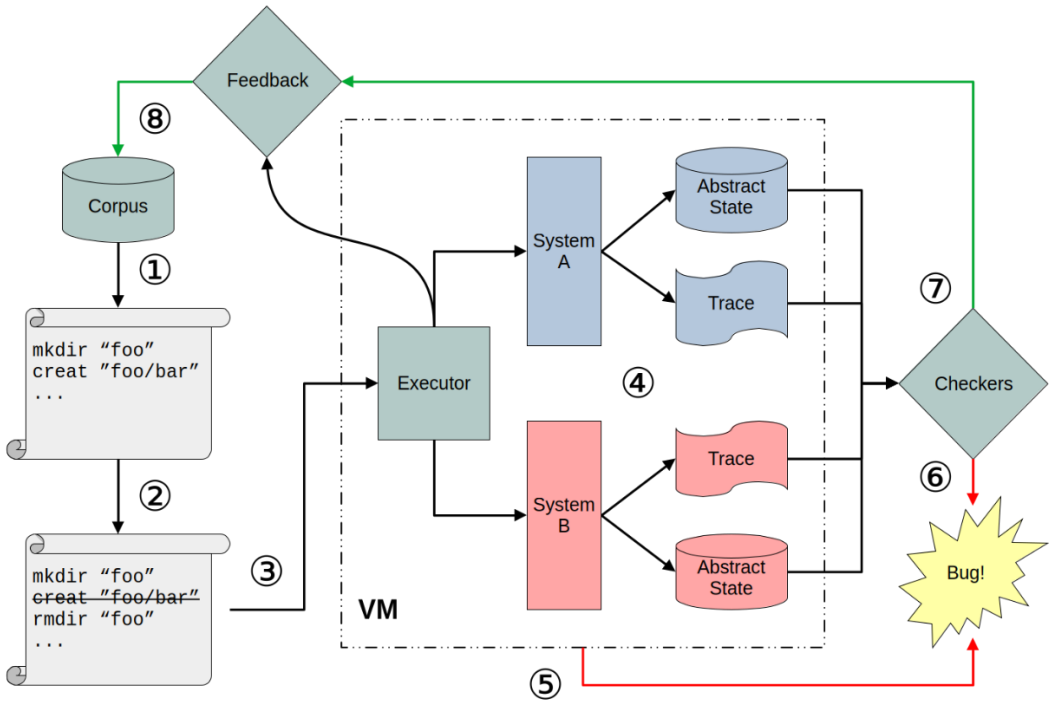 Feedback
⑧
Corpus
①
mkdir “foo”
creat ”foo/bar”
...
②
mkdir “foo”
creat ”foo/bar”
rmdir “foo”
...
③
VM
Executor
System
A
Abstract
State
Trace
④
System
B
Trace
Abstract
State
⑤
Checkers
⑦
⑥
Bug!